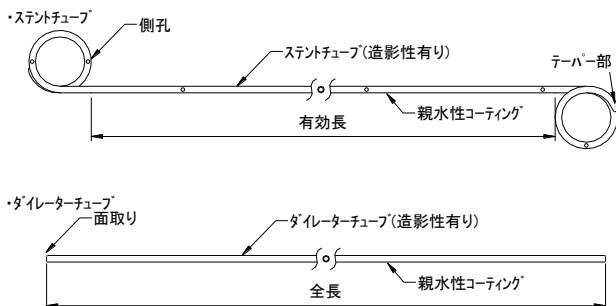 ・ステントチューブ
側孔
ステントチューブ(造影性有り)
テーパー部
親水性コーティング
有効長
・ダイレーターチューブ
面取り
ダイレーターチューブ(造影性有り)
親水性コーティング
全長